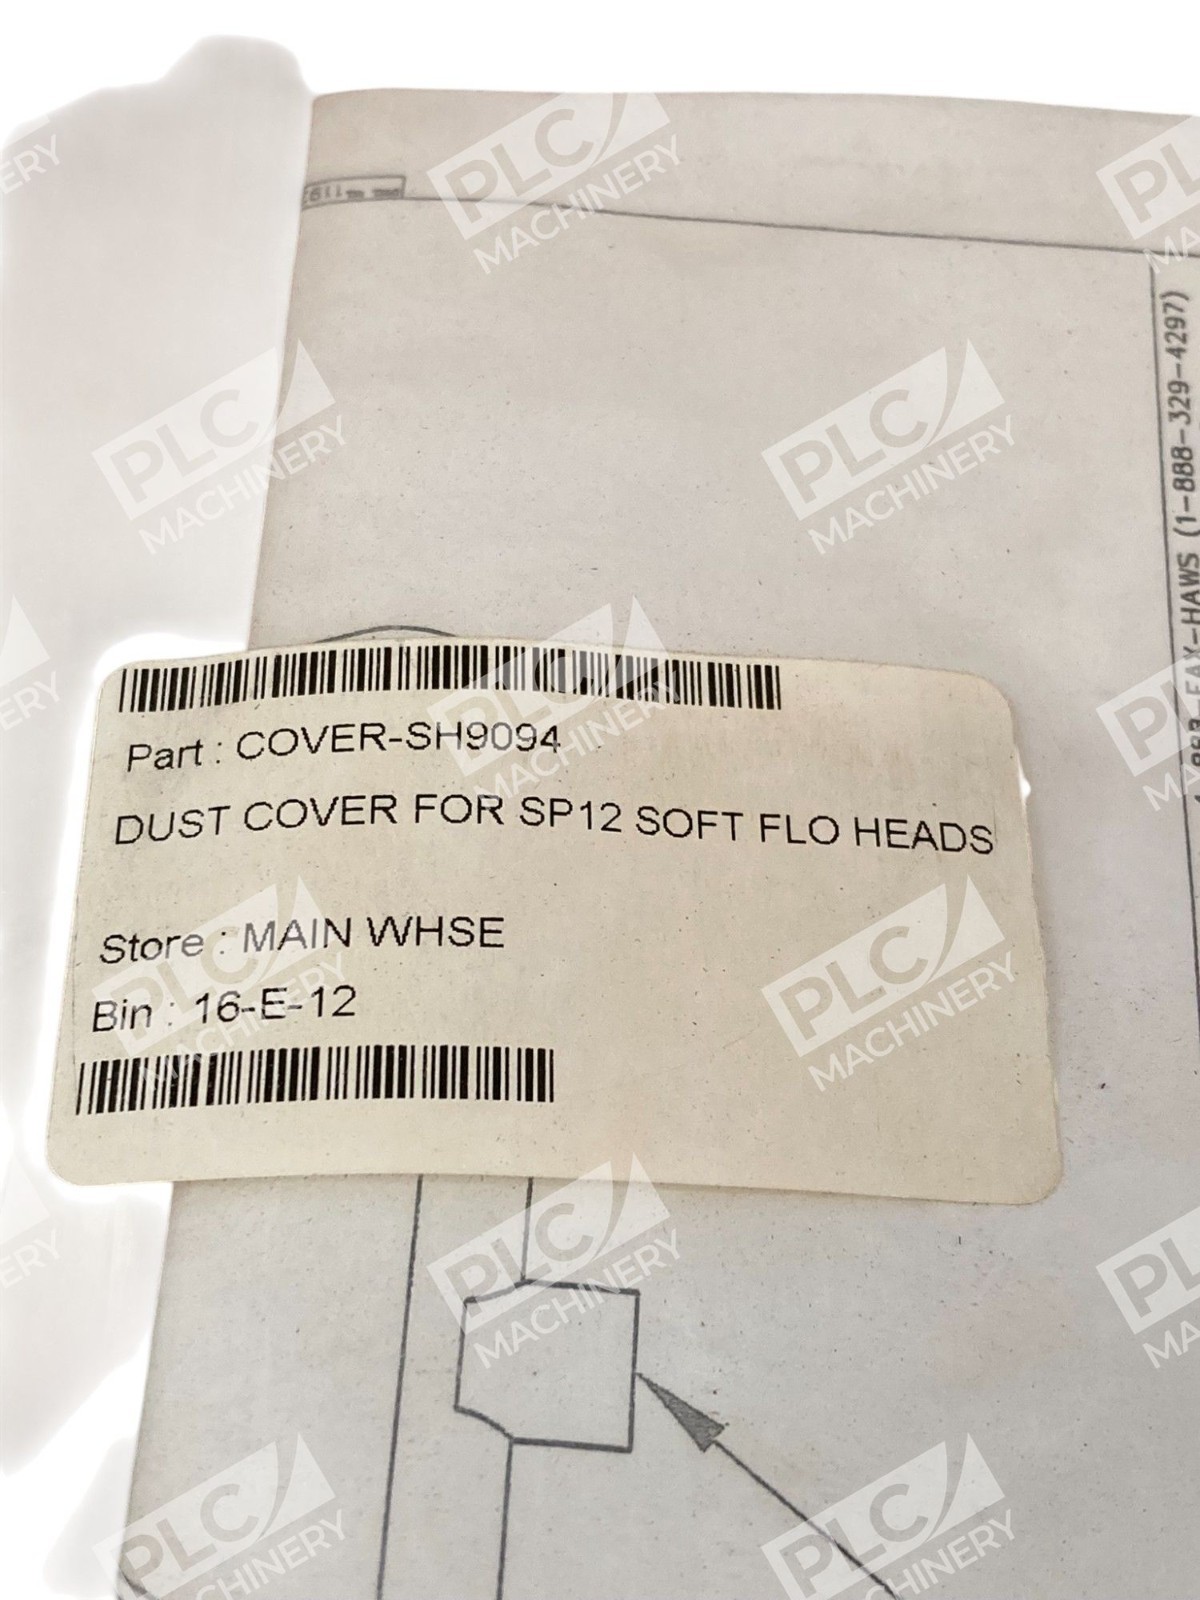 (1-888-329-4297)
FAX-HAWS
Part : COVER-SH9094
DUST COVER FOR SP12 SOFT FLO HEADS
Store : MAIN WHSE
Bin : 16-E-12
PLC MACHINERY